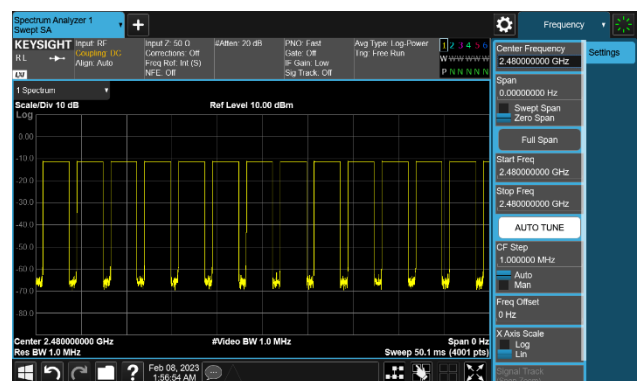 Spectrum Analyzer 1
Swept SA
+
Frequency
KEYSIGHT
RL
LXI
Input: RF
Coupling: DC
Align: Auto
Input Z: 50 Ω
Corrections: Off
Freq Ref: Int (S)
NFE: Off
#Atten: 20 dB
PNO: Fast
Gate: Off
IF Gain: Low
Sig Track: Off
Avg Type: Log-Power
Trig: Free Run
1 2 3 4 5 6
W W W W W W
P N N N N N
Center Frequency
2.480000000 GHz
Settings
Span
0.00000000 Hz
Swept Span
Zero Span
Full Span
Start Freq
2.480000000 GHz
Stop Freq
2.480000000 GHz
AUTO TUNE
CF Step
1.000000 MHz
Auto
Man
Freq Offset
0 Hz
X Axis Scale
Log
Lin
Signal Track
1 Spectrum
Scale/Div 10 dB
Ref Level 10.00 dBm
Log
0.00
-10.0
-20.0
-30.0
-40.0
-50.0
-60.0
-70.0
-80.0
Center 2.480000000 GHz
#Video BW 1.0 MHz
Span 0 Hz
Res BW 1.0 MHz
Sweep 50.1 ms (4001 pts)
?
Feb 08, 2023
1:56:54 AM